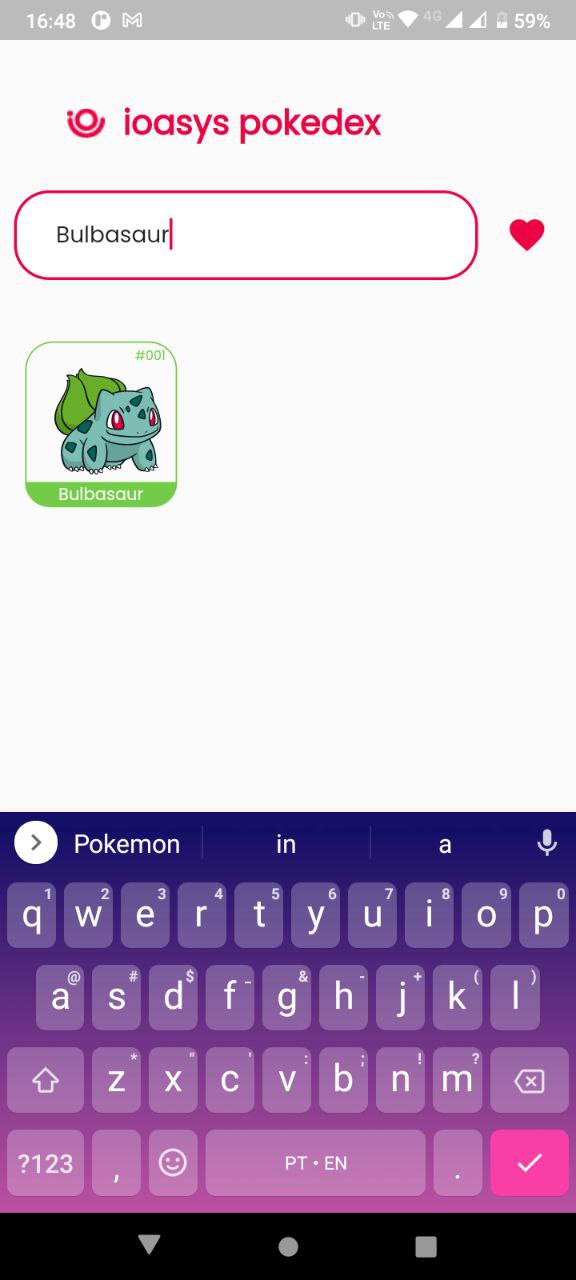 16:48 Vo LTE 4G 59%
ioasys pokedex
Bulbasaur
#001
Bulbasaur
Pokemon in a
q1 w2 e3 r4 t5 y6 u7 i8 o9 p0
a@ s# d$ f_ g& h- j+ k( l)
z* x" c' v: b; n! m?
?123 , PT • EN .